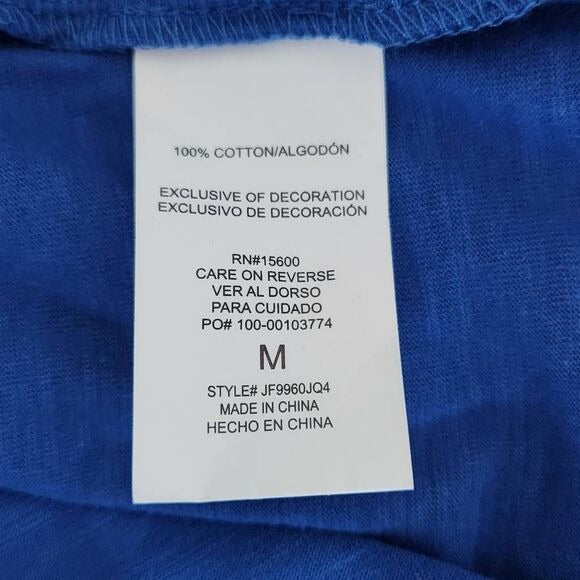 100% COTTON/ALGODÓN
EXCLUSIVE OF DECORATION
EXCLUSIVO DE DECORACIÓN
RN#15600
CARE ON REVERSE
VER AL DORSO
PARA CUIDADO
PO# 100-00103774
M
STYLE# JF9960JQ4
MADE IN CHINA
HECHO EN CHINA